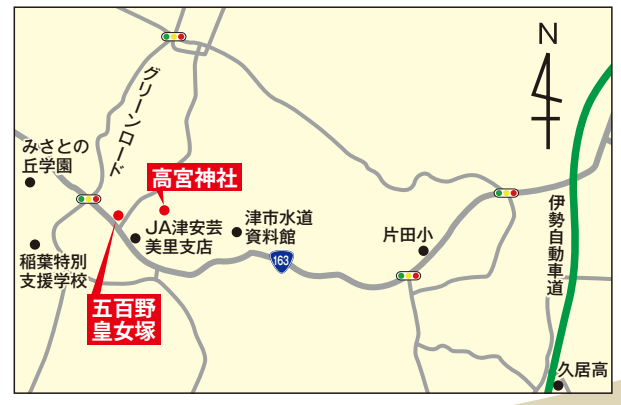 N
グリーンロード
みさとの
丘学園
高宮神社
JA津安芸
美里支店
津市水道
資料館
片田小
伊勢自動車道
稲葉特別
支援学校
163
五百野
皇女塚
久居高